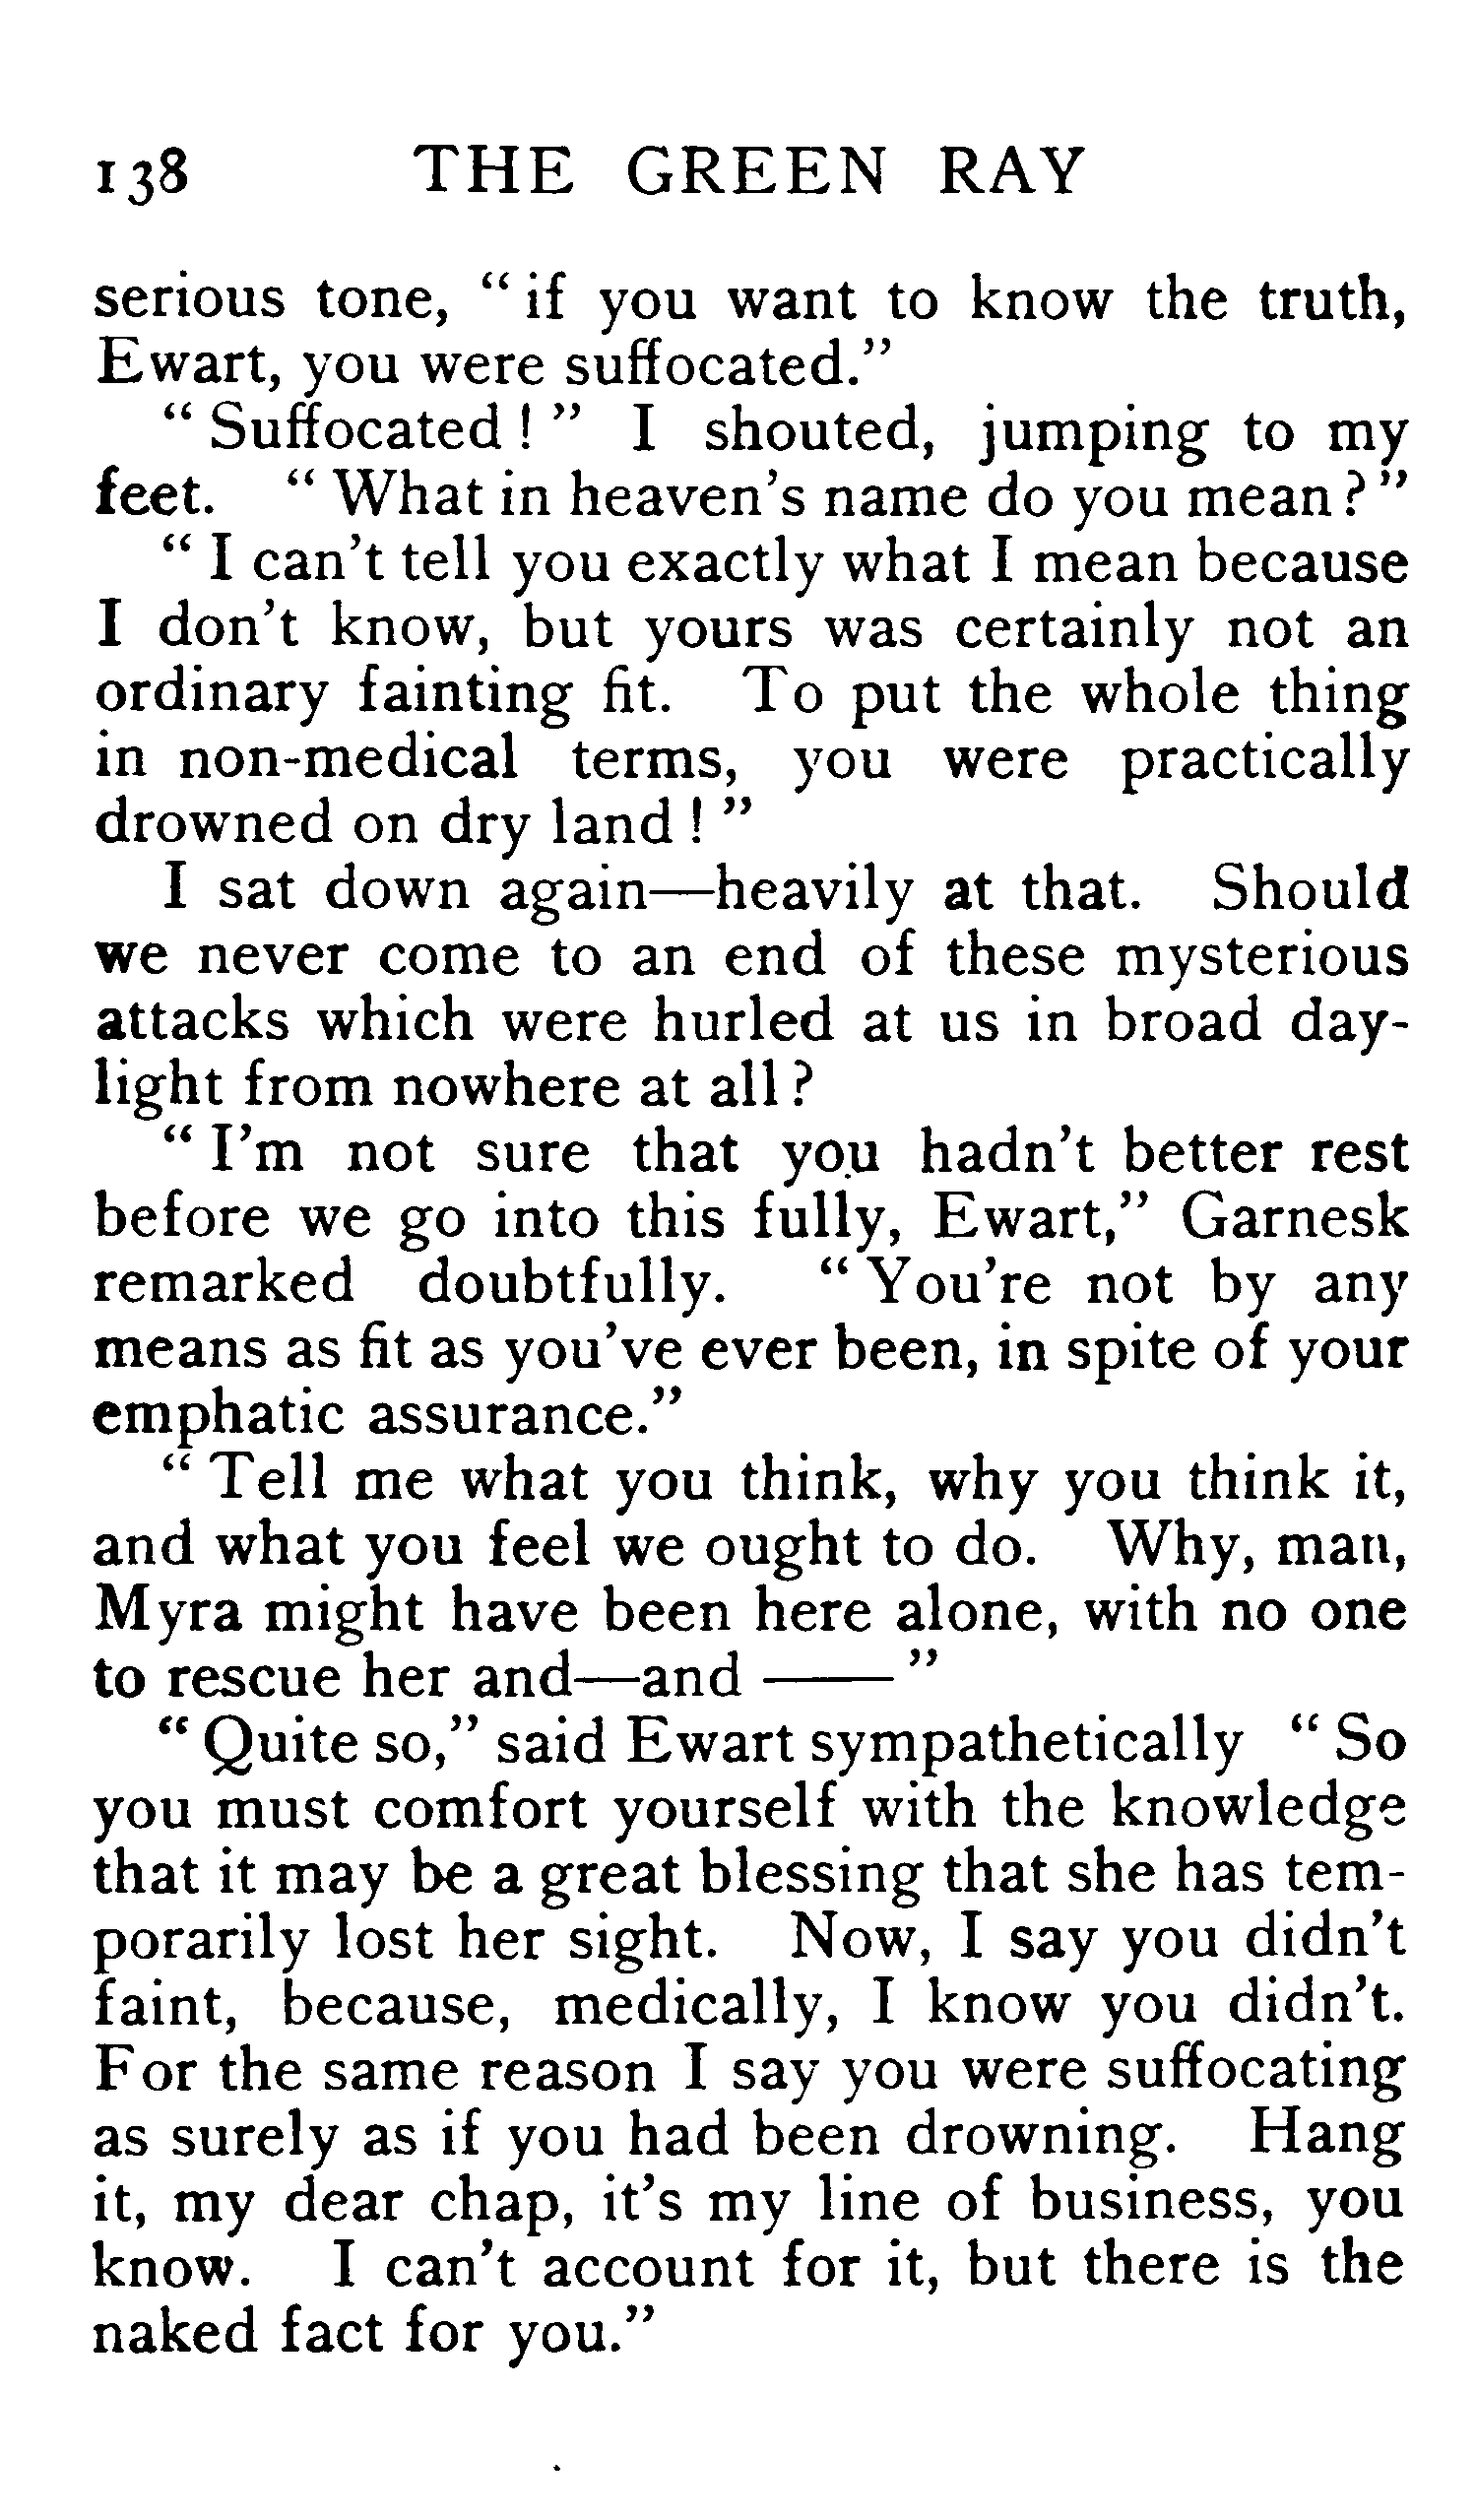 138 THE GREEN RAY
serious tone, “ if you want to know the truth,
Ewart, you were suffocated.”
“ Suffocated ! ” I shouted, jumping to my
feet. “ What in heaven's name do you mean ? ”
“ I can't tell you exactly what I mean because
I don't know, but yours was certainly not an
ordinary fainting fit. To put the whole thing
in non-medical terms, you were practically
drowned on dry land ! ”
I sat down again—heavily at that. Should
we never come to an end of these mysterious
attacks which were hurled at us in broad day-
light from nowhere at all ?
“ I'm not sure that you hadn't better rest
before we go into this fully, Ewart,” Garnesk
remarked doubtfully. “ You're not by any
means as fit as you've ever been, in spite of your
emphatic assurance.”
“ Tell me what you think, why you think it,
and what you feel we ought to do. Why, man,
Myra might have been here alone, with no one
to rescue her and—and ——”
“ Quite so,” said Ewart sympathetically “ So
you must comfort yourself with the knowledge
that it may be a great blessing that she has tem-
porarily lost her sight. Now, I say you didn't
faint, because, medically, I know you didn't.
For the same reason I say you were suffocating
as surely as if you had been drowning. Hang
it, my dear chap, it's my line of business, you
know. I can't account for it, but there is the
naked fact for you.”